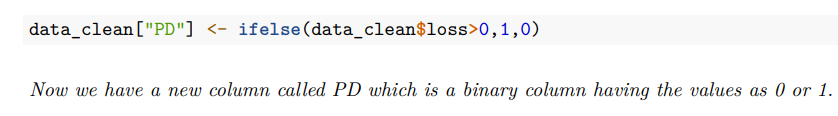 data_clean["PD"] <- ifelse(data_clean$loss>0,1,0)
Now we have a new column called PD which is a binary column having the values as 0 or 1.